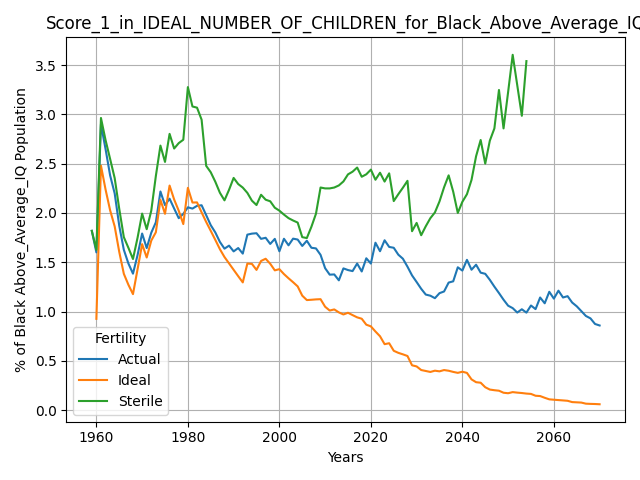 Score_1_in_IDEAL_NUMBER_OF_CHILDREN_for_Black_Above_Average_IQ
% of Black Above_Average_IQ Population
3.5
3.0
2.5
2.0
1.5
1.0
0.5
0.0
Fertility
Actual
Ideal
Sterile
1960 1980 2000 2020 2040 2060
Years